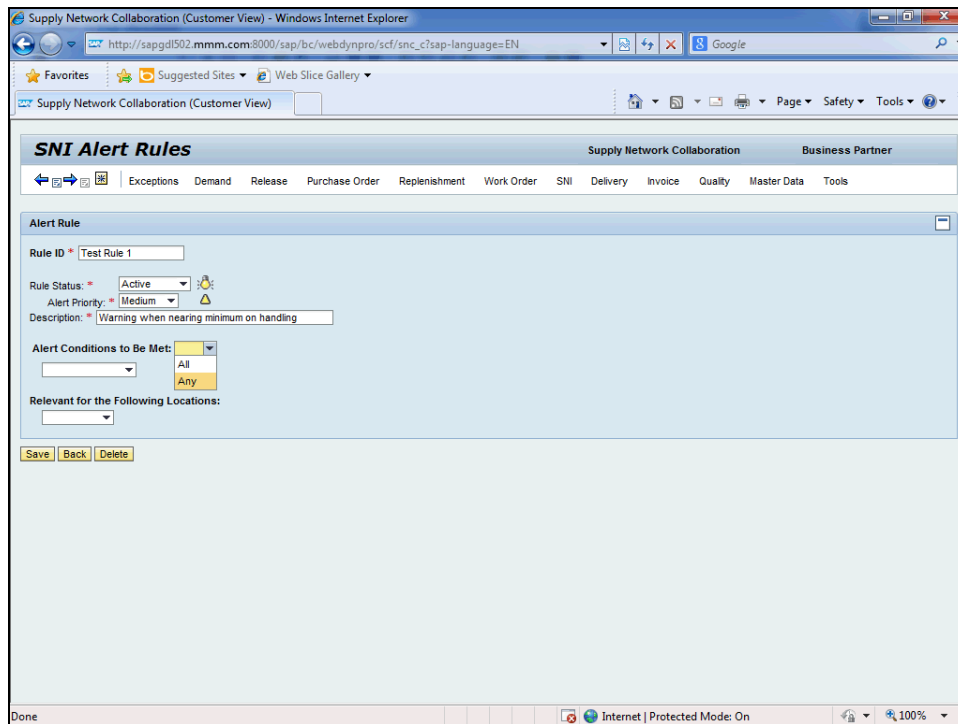 Supply Network Collaboration (Customer View) - Windows Internet Explorer
http://sapgdl502.mmm.com:8000/sap/bc/webdynpro/scf/snc_c?sap-language=EN
Google
Favorites Suggested Sites Web Slice Gallery
Supply Network Collaboration (Customer View)
Page Safety Tools
SNI Alert Rules Supply Network Collaboration Business Partner
Exceptions Demand Release Purchase Order Replenishment Work Order SNI Delivery Invoice Quality Master Data Tools
Alert Rule
Rule ID * Test Rule 1
Rule Status: * Active
Alert Priority: * Medium
Description: * Warning when nearing minimum on handling
Alert Conditions to Be Met:
All
Any
Relevant for the Following Locations:
Save Back Delete
Done Internet | Protected Mode: On 100%